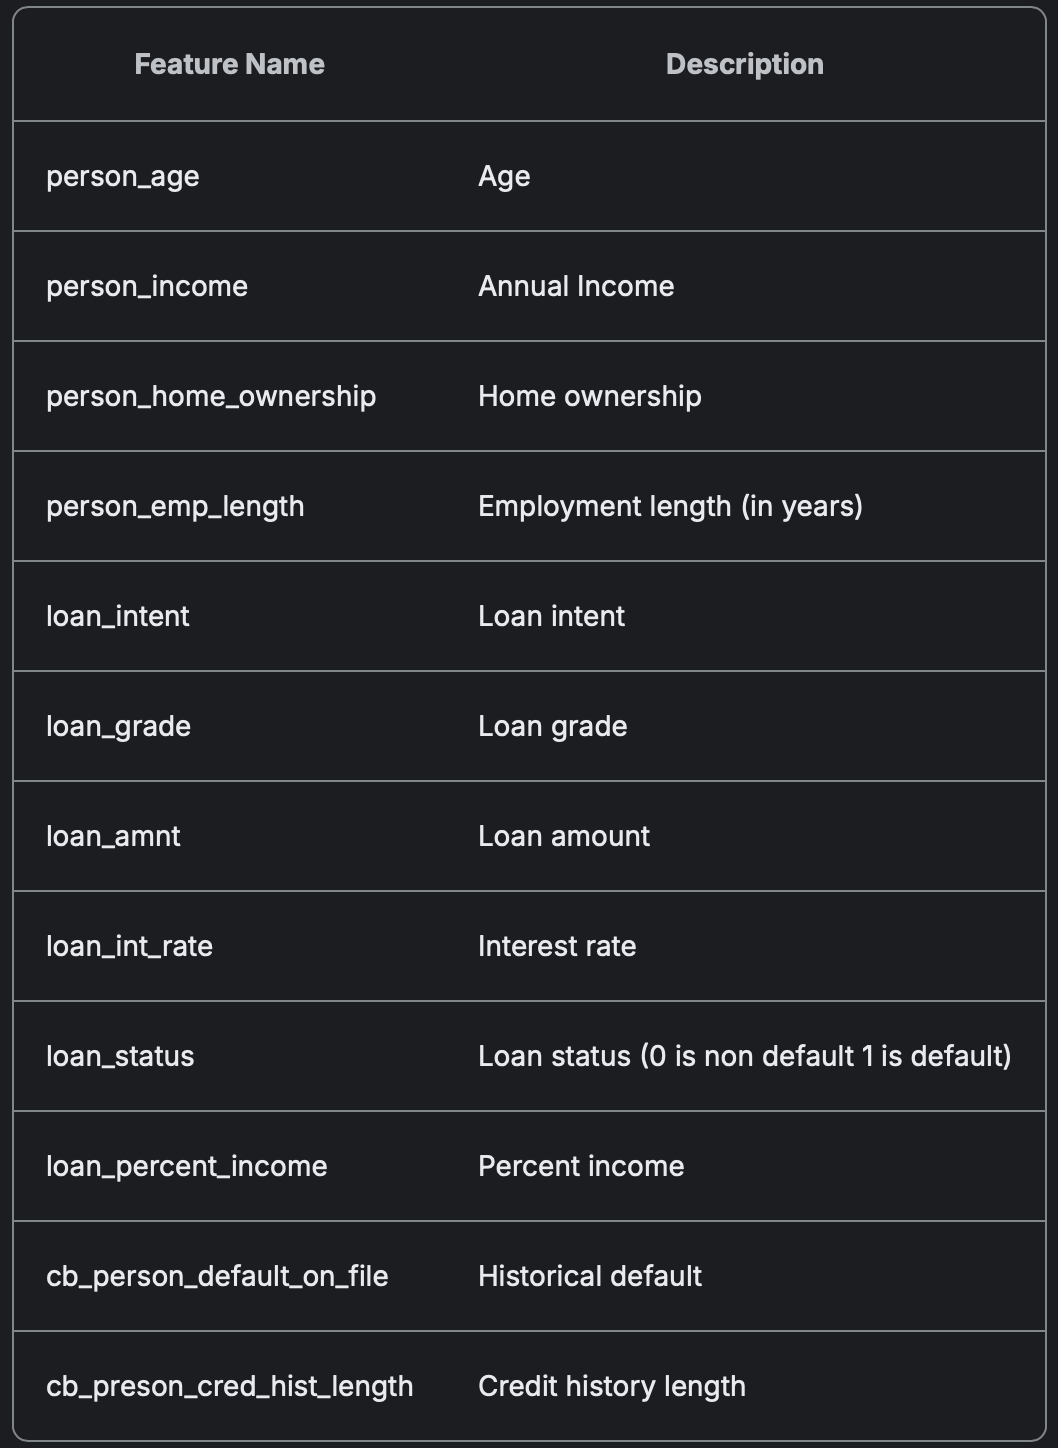 Feature Name Description
person_age Age
person_income Annual Income
person_home_ownership Home ownership
person_emp_length Employment length (in years)
loan_intent Loan intent
loan_grade Loan grade
loan_amnt Loan amount
loan_int_rate Interest rate
loan_status Loan status (0 is non default 1 is default)
loan_percent_income Percent income
cb_person_default_on_file Historical default
cb_preson_cred_hist_length Credit history length